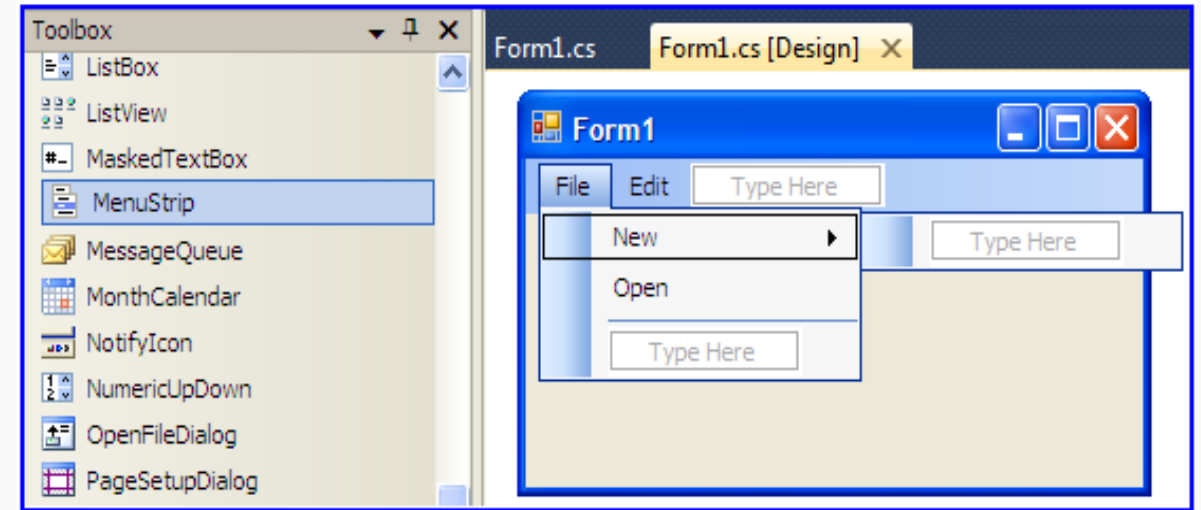 Toolbox
ListBox
ListView
MaskedTextBox
MenuStrip
MessageQueue
MonthCalendar
NotifyIcon
NumericUpDown
OpenFileDialog
PageSetupDialog
Form1.cs
Form1.cs [Design]
Form1
File Edit Type Here
New
Type Here
Open
Type Here